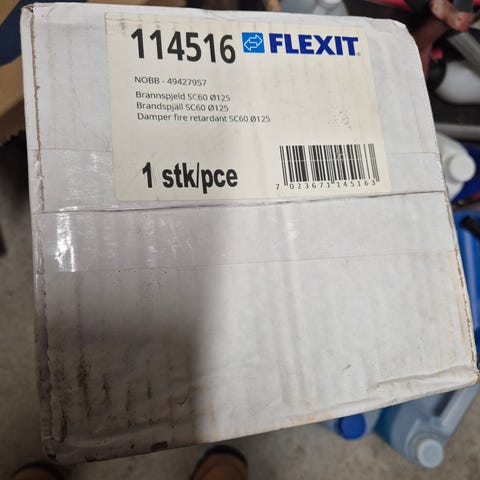 114516 FLEXIT
NOBB - 49427957
Brannspjeld SC60 Ø125
Brandspjäll SC60 Ø125
Damper fire retardant SC60 Ø125
1 stk/pce
7 023671 145163